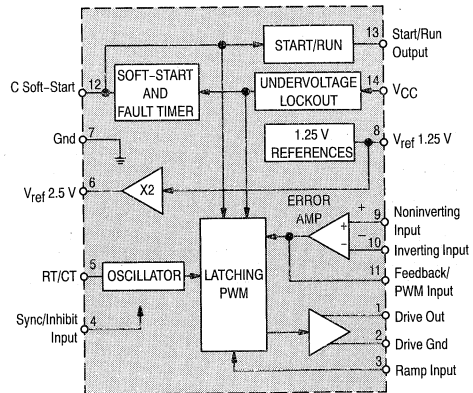 13 Start/Run
Output
START/RUN
C Soft-Start 12
SOFT-START
AND
FAULT TIMER
UNDERVOLTAGE
LOCKOUT
14 VCC
Gnd 7
1.25 V
REFERENCES
8 Vref 1.25 V
Vref 2.5 V 6
X2
ERROR
AMP
+
+
−
−
9 Noninverting
Input
10 Inverting Input
11 Feedback/
PWM Input
RT/CT 5
OSCILLATOR
LATCHING
PWM
Sync/Inhibit
Input
4
1 Drive Out
2 Drive Gnd
3 Ramp Input